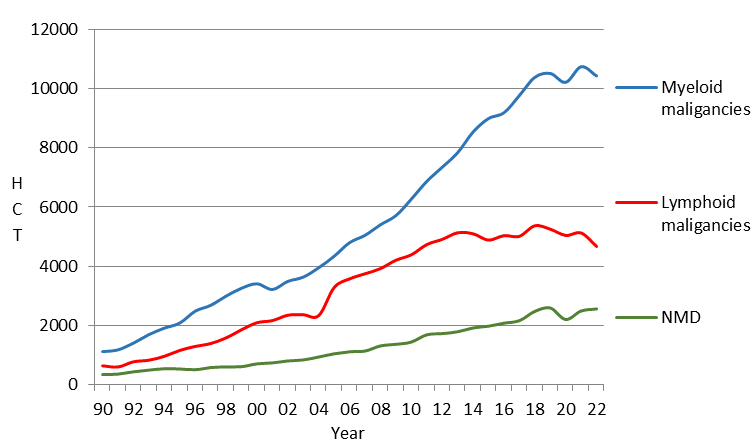 12000
10000
8000
6000
4000
2000
0
H
C
T
90 92 94 96 98 00 02 04 06 08 10 12 14 16 18 20 22
Year
Myeloid
maligancies
Lymphoid
maligancies
NMD